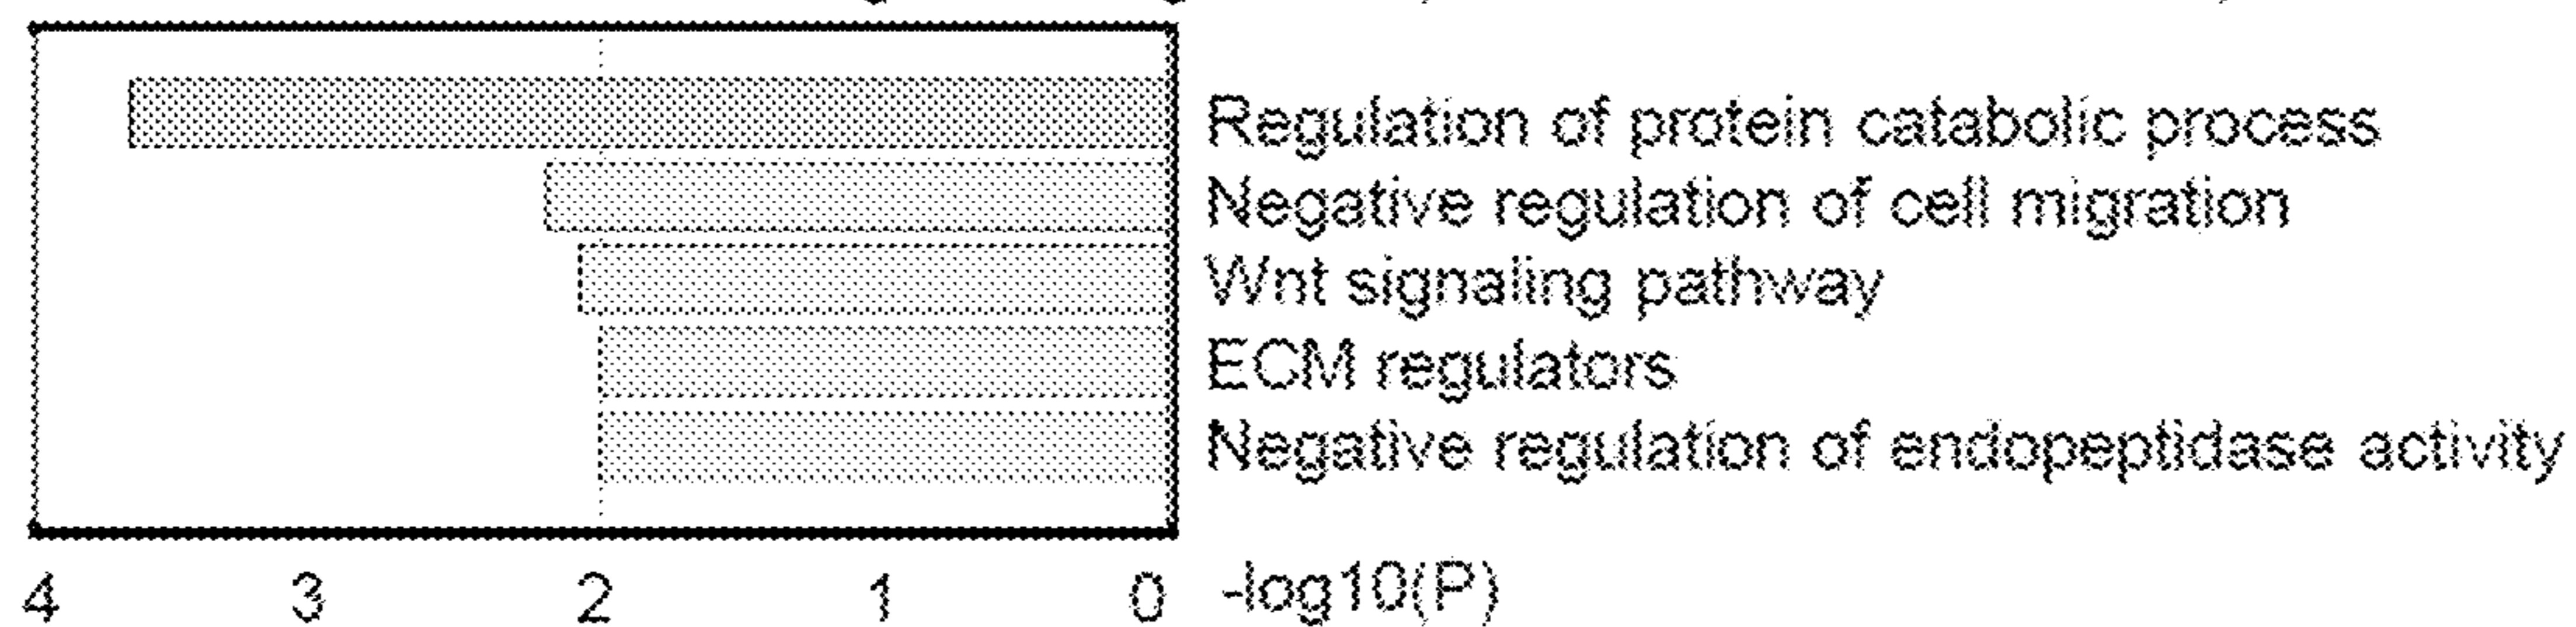 Regulation of protein catabolic process
Negative regulation of cell migration
Wnt signaling pathway
ECM regulators
Negative regulation of endopeptidase activity
4 3 2 1 0 -log10(P)